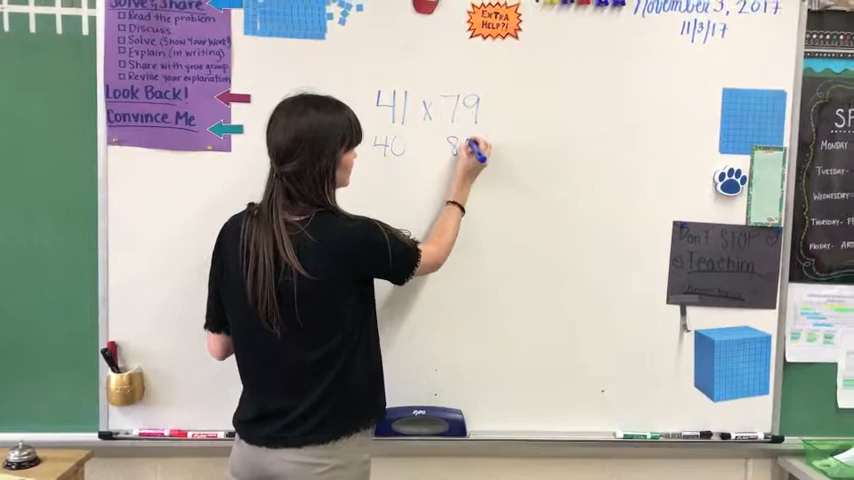 Solve & Share
Read the Problem
Discuss
Solve (Show Your Work)
Explain (in writing)
Share with your group
Revise your explanation
Look Back!
Convince Me
EXTRA
HELP?!
November 3, 2017
11/3/17
41 x 79
40 8
Don't STOP
Teaching
MONDAY
TUESDAY
WEDNESDAY
THURSDAY
FRIDAY
EXPO